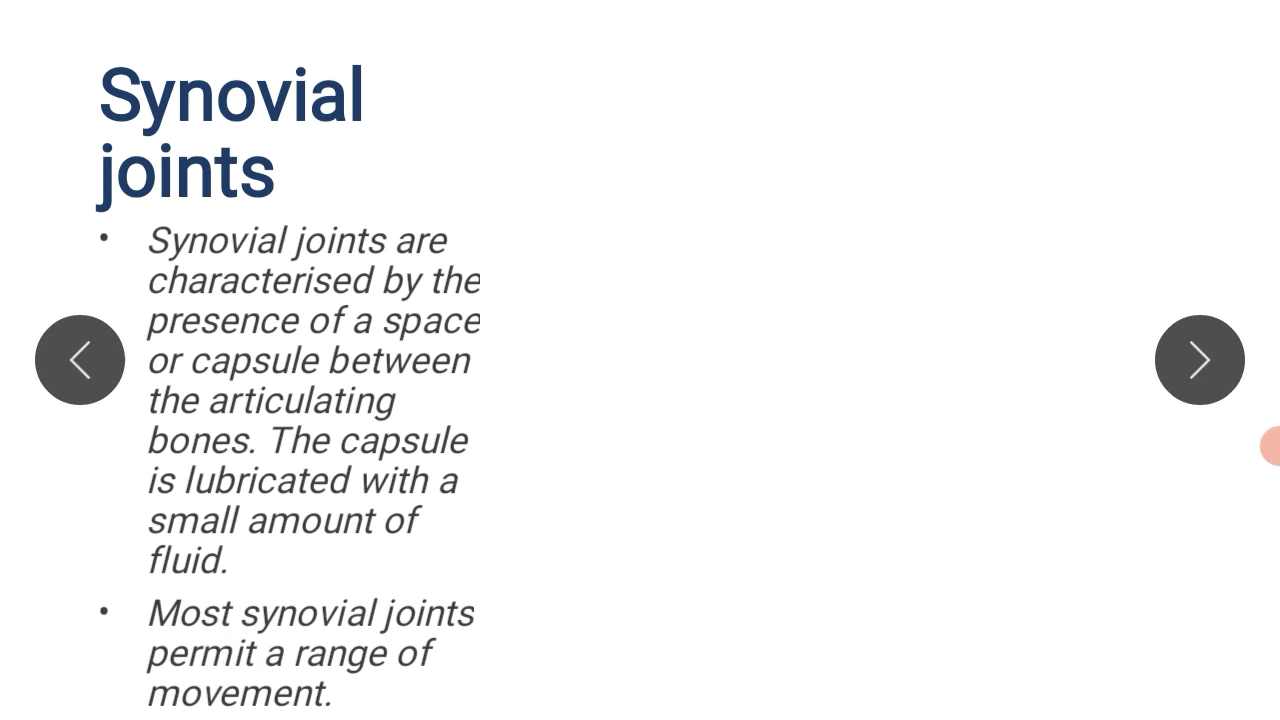 Synovial
joints
• Synovial joints are
characterised by the
presence of a space
or capsule between
the articulating
bones. The capsule
is lubricated with a
small amount of
fluid.
• Most synovial joints
permit a range of
movement.